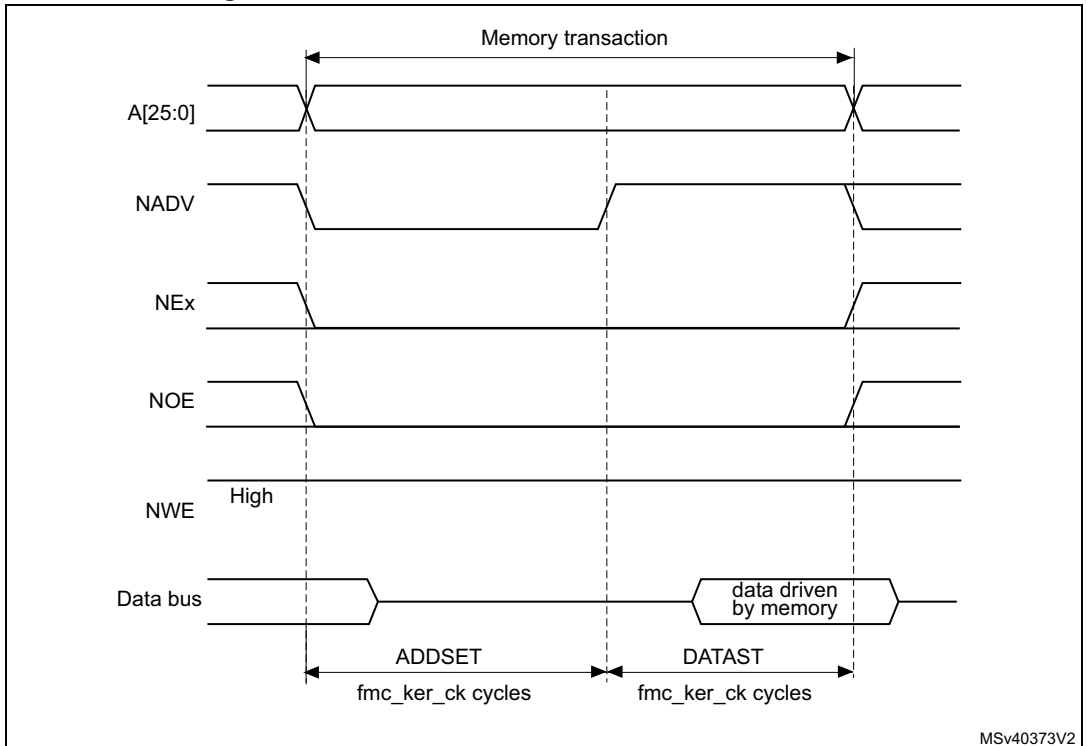 Memory transaction
A[25:0]
NADV
NEx
NOE
High
NWE
Data bus
data driven
by memory
ADDSET
DATAST
fmc_ker_ck cycles
fmc_ker_ck cycles
MSv40373V2